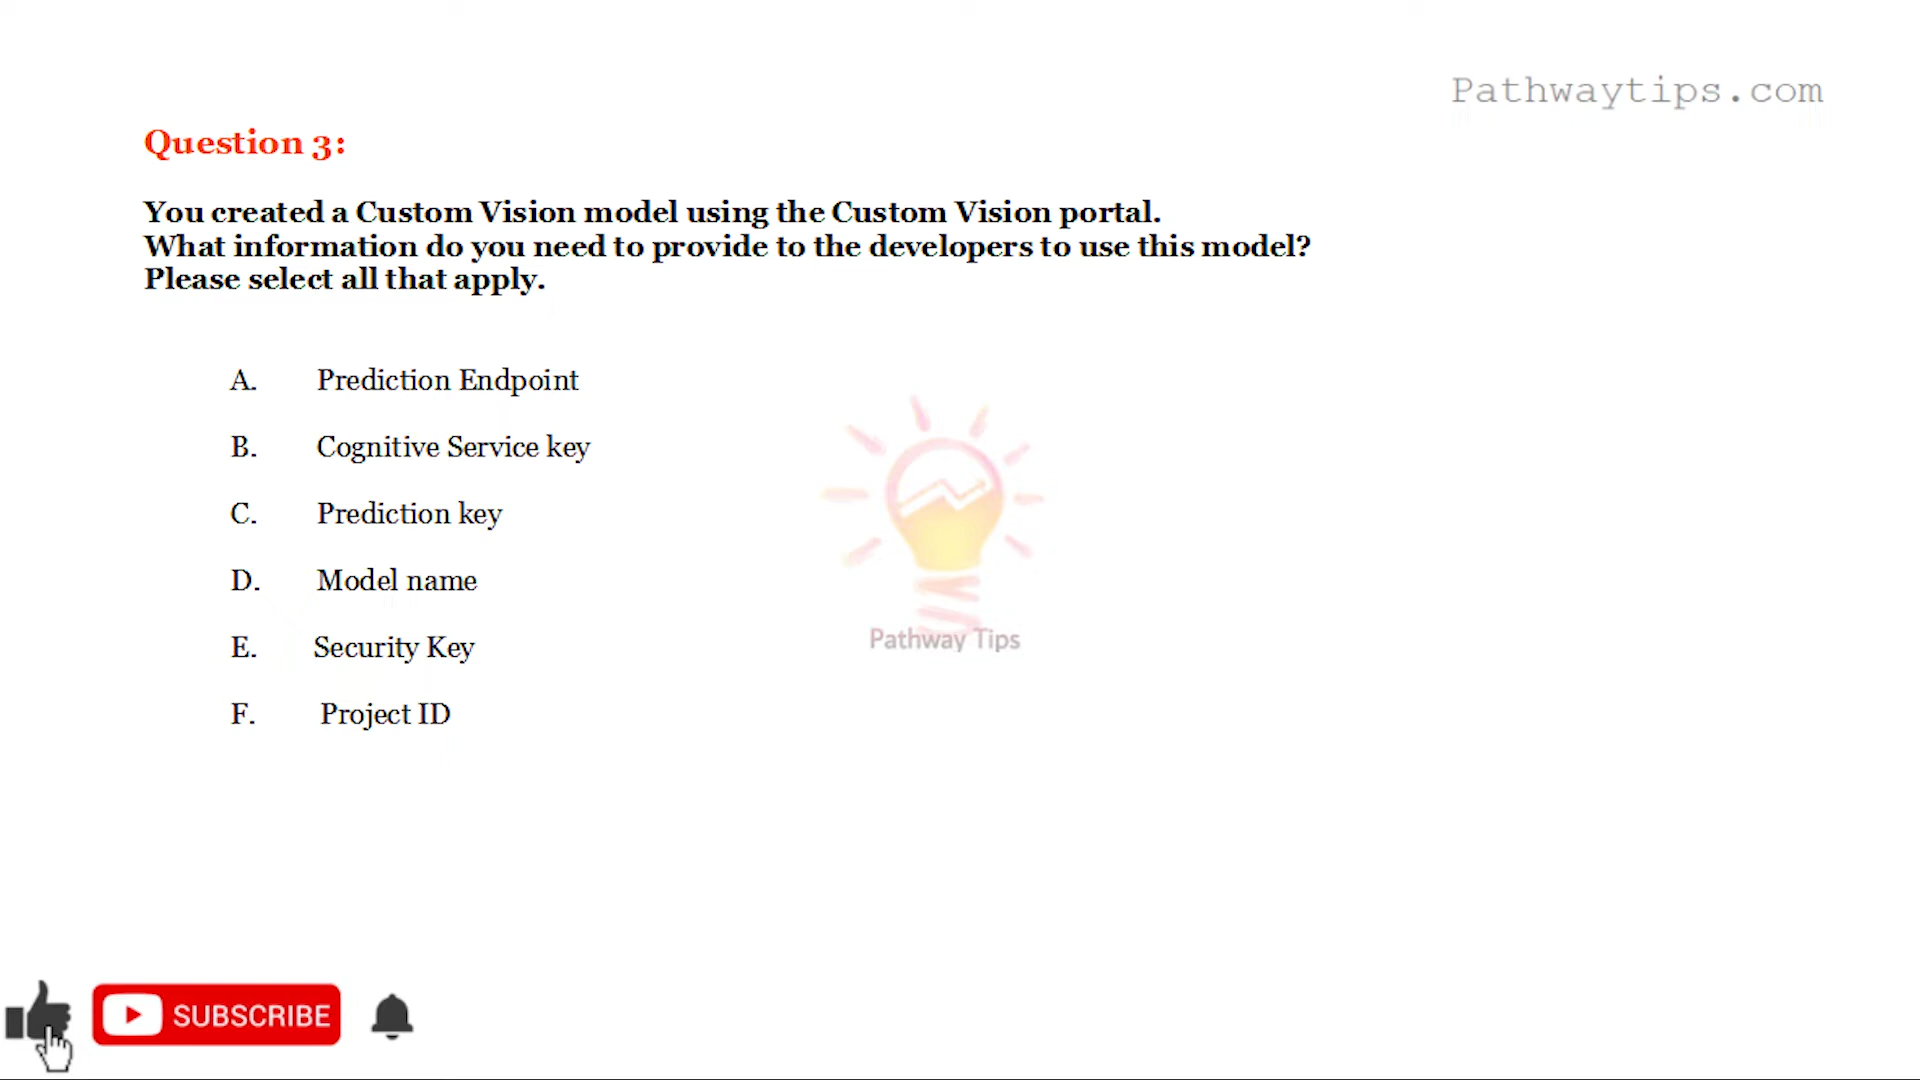 Pathwaytips.com
Question 3:
You created a Custom Vision model using the Custom Vision portal.
What information do you need to provide to the developers to use this model?
Please select all that apply.
A. Prediction Endpoint
B. Cognitive Service key
C. Prediction key
D. Model name
E. Security Key
F. Project ID
Pathway Tips
SUBSCRIBE